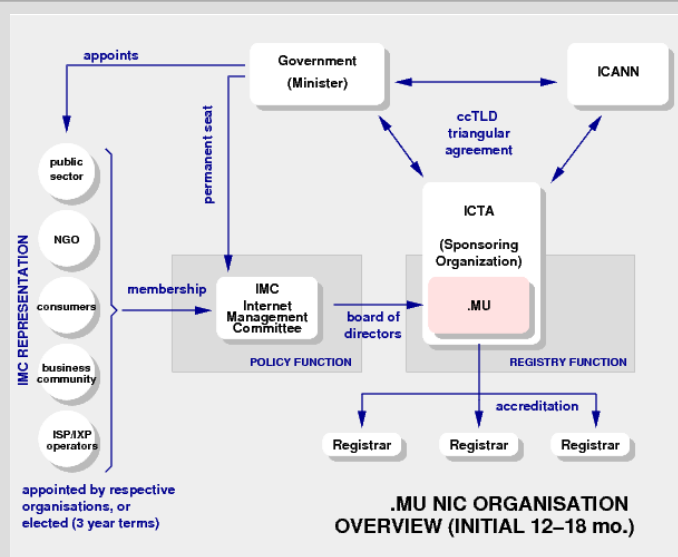 appoints
Government
(Minister)
ICANN
ccTLD
triangular
agreement
permanent seat
public
sector
NGO
consumers
business
community
ISP/IXP
operators
IMC REPRESENTATION
membership
IMC
Internet
Management
Committee
POLICY FUNCTION
board of
directors
ICTA
(Sponsoring
Organization)
.MU
REGISTRY FUNCTION
accreditation
Registrar
Registrar
Registrar
appointed by respective
organisations, or
elected (3 year terms)
.MU NIC ORGANISATION
OVERVIEW (INITIAL 12–18 mo.)